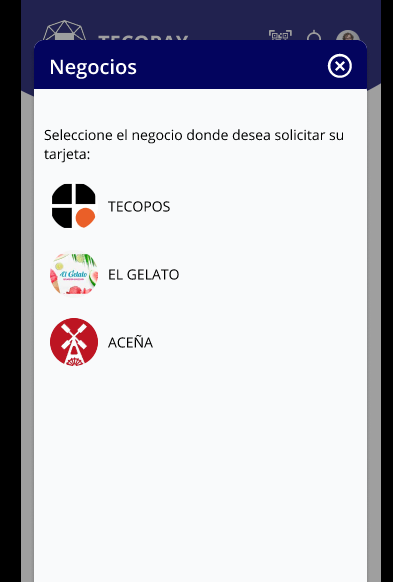 TECOPAY
Negocios
Seleccione el negocio donde desea solicitar su
tarjeta:
TECOPOS
El Gelato
EL GELATO
ACEÑA